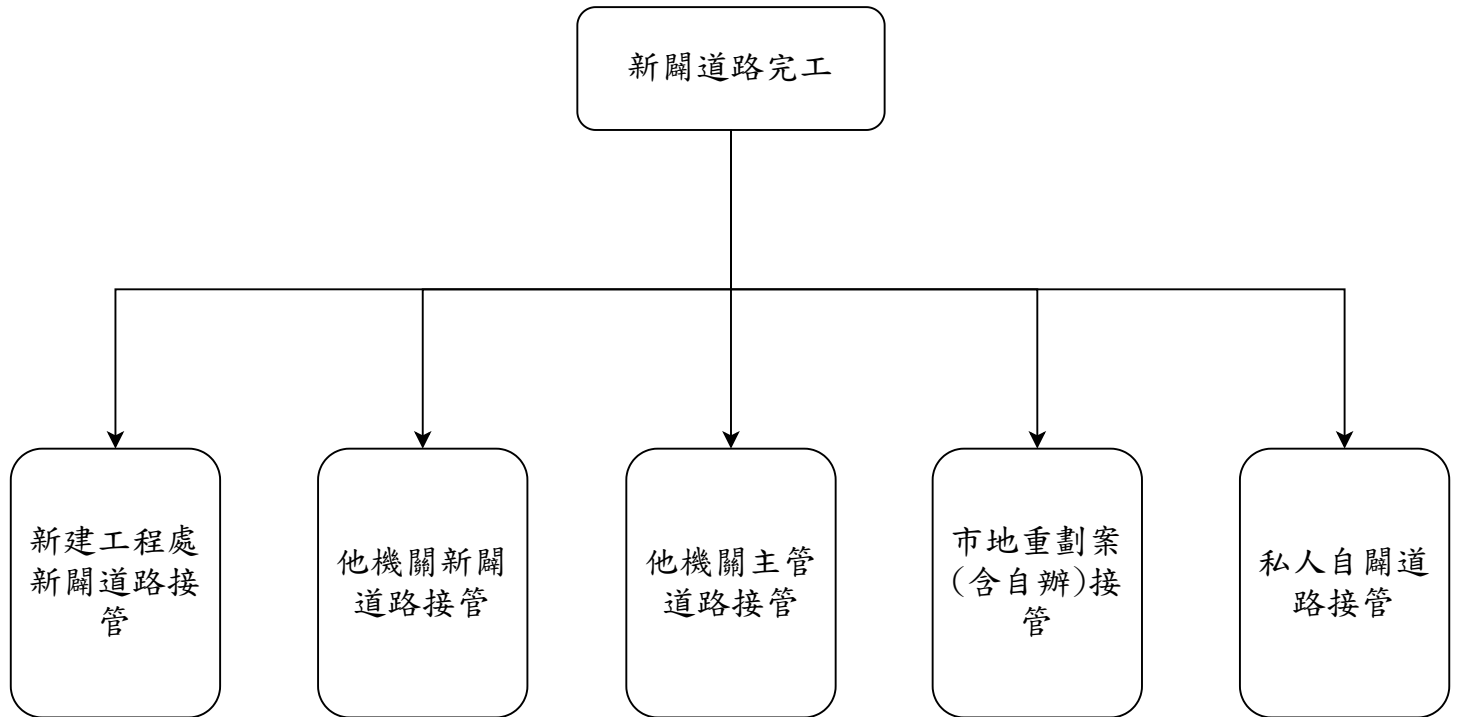 新闢道路完工
新建工程處
新闢道路接
管
他機關新闢
道路接管
他機關主管
道路接管
市地重劃案
(含自辦)接
管
私人自闢道
路接管